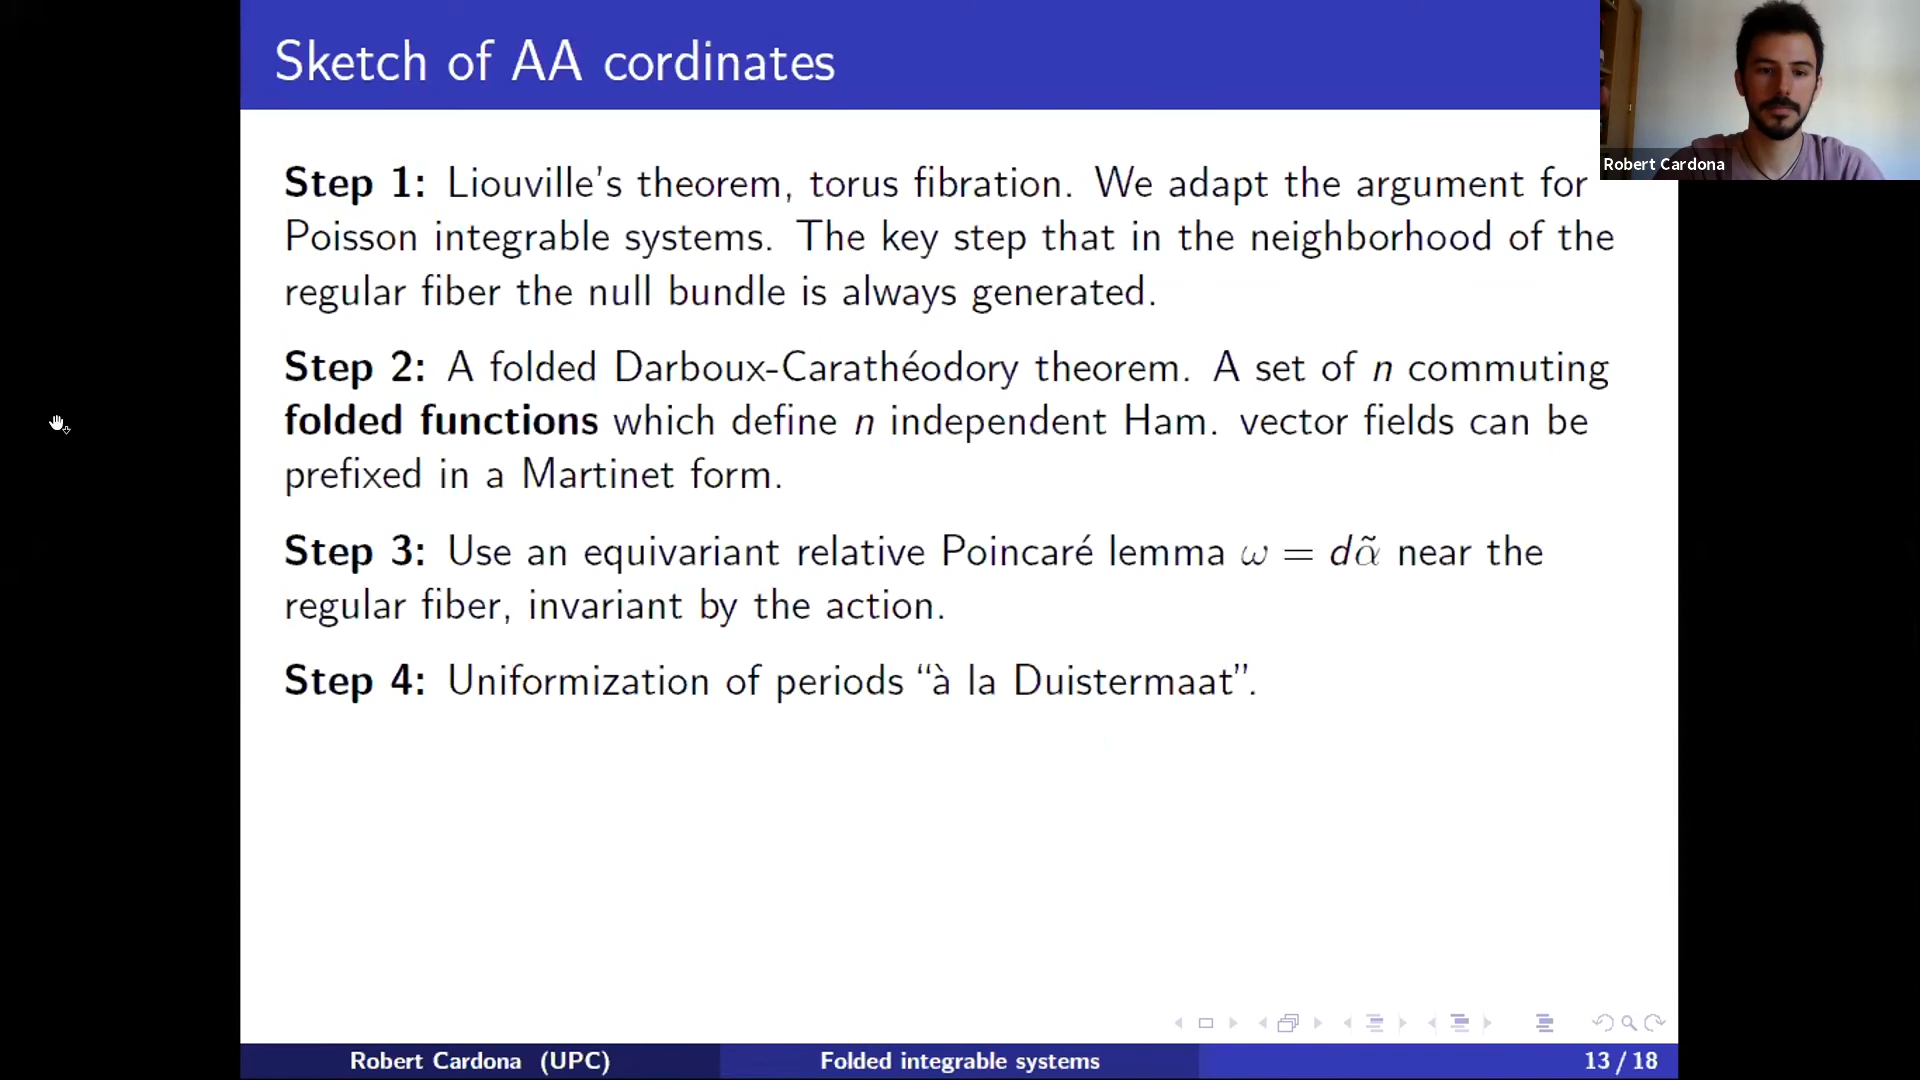 Sketch of AA cordinates
Robert Cardona
Step 1: Liouville's theorem, torus fibration. We adapt the argument for
Poisson integrable systems. The key step that in the neighborhood of the
regular fiber the null bundle is always generated.
Step 2: A folded Darboux-Carathéodory theorem. A set of n commuting
folded functions which define n independent Ham. vector fields can be
prefixed in a Martinet form.
Step 3: Use an equivariant relative Poincaré lemma ω = dα̃ near the
regular fiber, invariant by the action.
Step 4: Uniformization of periods “à la Duistermaat”.
Robert Cardona (UPC) Folded integrable systems 13 / 18